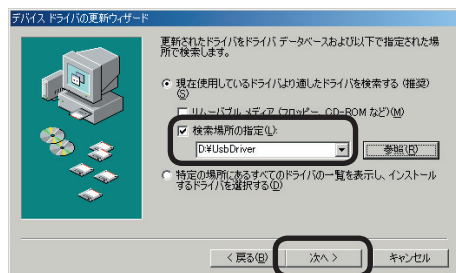 デバイス ドライバの更新ウィザード
更新されたドライバをドライバ データベースおよび以下で指定された場
所で検索します。
現在使用しているドライバより適したドライバを検索する (推奨)
(S)
リムーバブル メディア (フロッピー、CD-ROM など)(M)
検索場所の指定(L):
D:¥UsbDriver
参照(R)
特定の場所にあるすべてのドライバの一覧を表示し、インストール
するドライバを選択する(D)
< 戻る(B)
次へ >
キャンセル